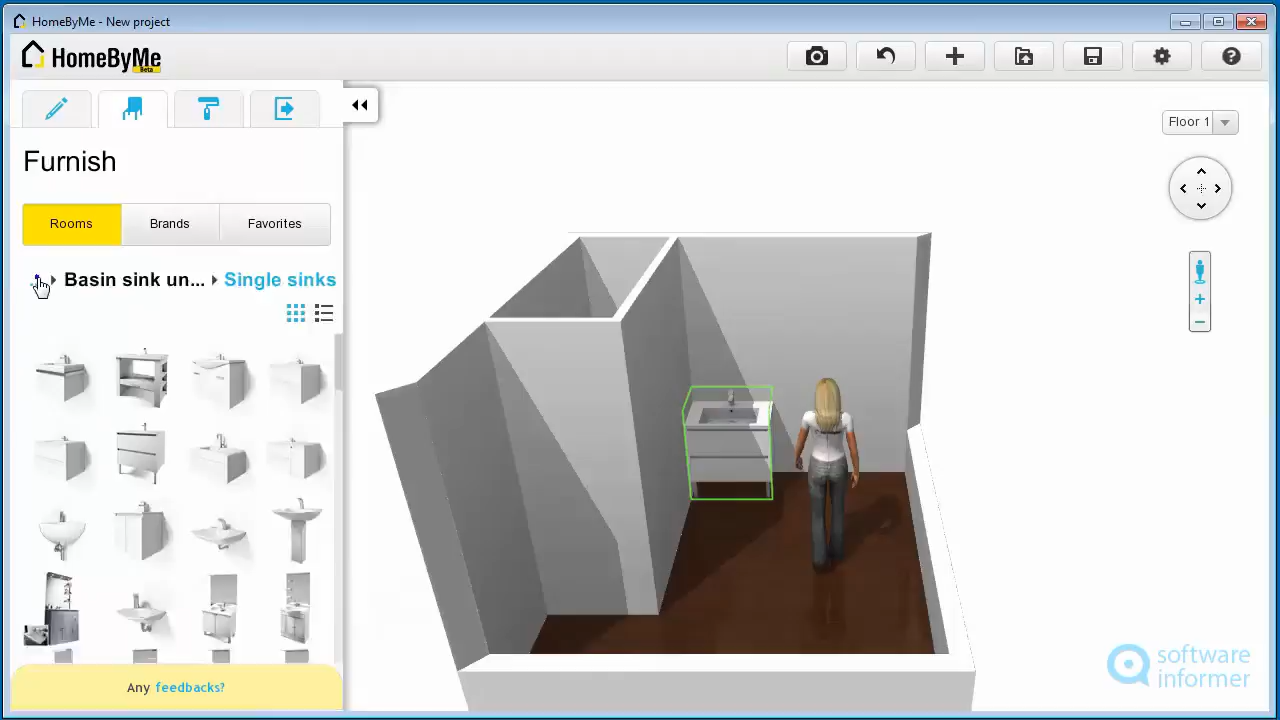 HomeByMe - New project
HomeByMe
Beta
Floor 1
Furnish
Rooms Brands Favorites
Basin sink un... Single sinks
Any feedbacks?
software
informer